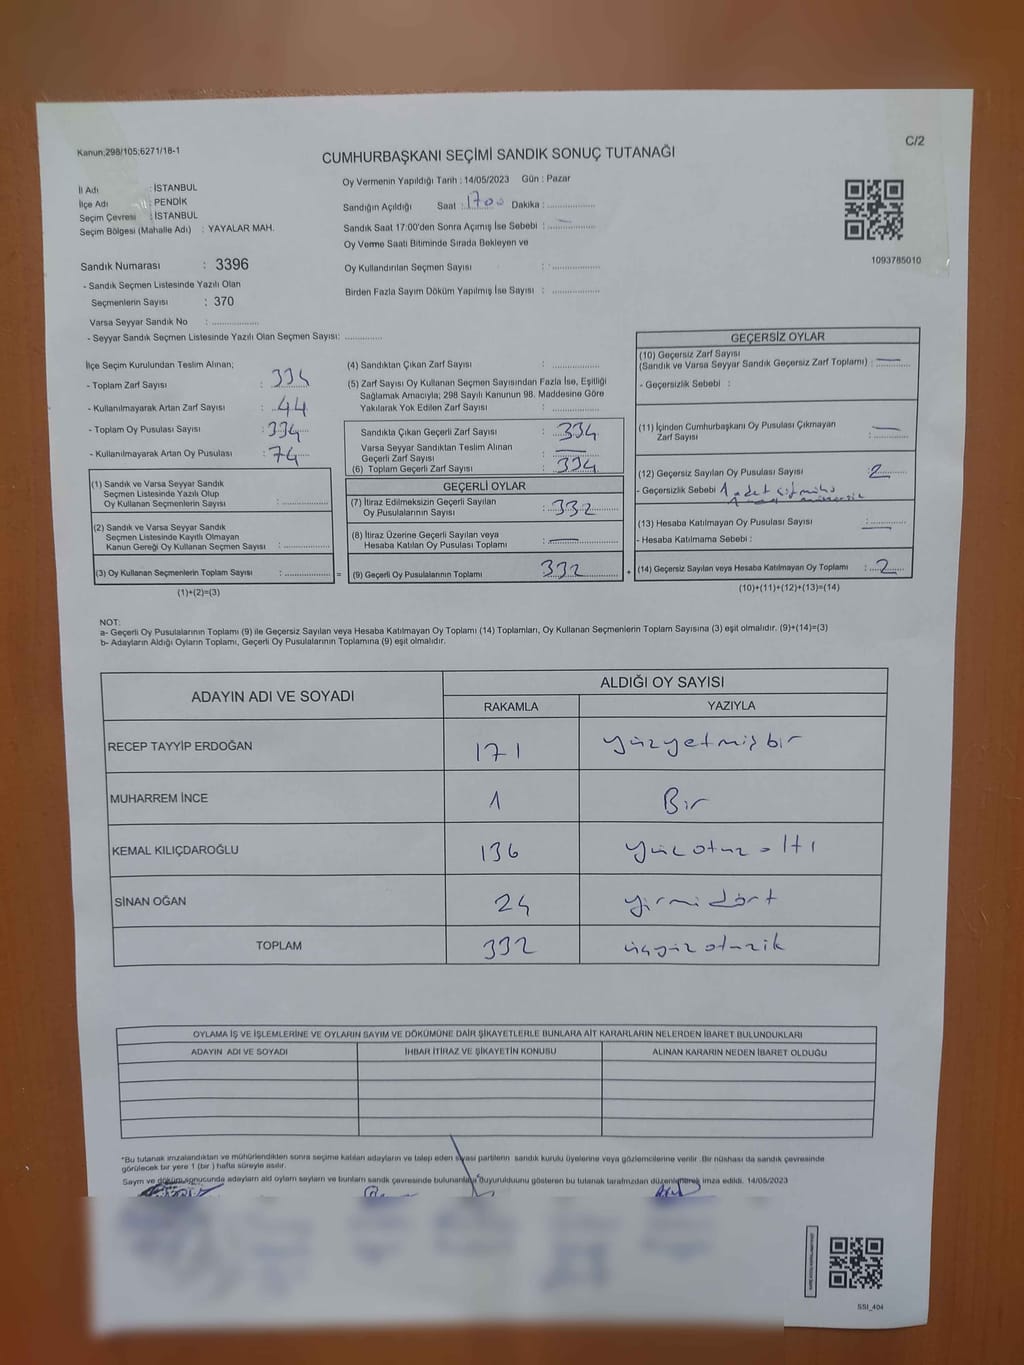 Kanun;298/105;6271/18-1
C/2
CUMHURBAŞKANI SEÇİMİ SANDIK SONUÇ TUTANAĞI
İl Adı : İSTANBUL
İlçe Adı : PENDİK
Seçim Çevresi : İSTANBUL
Seçim Bölgesi (Mahalle Adı) : YAYALAR MAH.
Sandık Numarası : 3396
- Sandık Seçmen Listesinde Yazılı Olan
Seçmenlerin Sayısı : 370
Varsa Seyyar Sandık No : ................
- Seyyar Sandık Seçmen Listesinde Yazılı Olan Seçmen Sayısı: .............
Oy Vermenin Yapıldığı Tarih : 14/05/2023 Gün : Pazar
Sandığın Açıldığı Saat : 1700 Dakika : ................
Sandık Saat 17:00'den Sonra Açımış İse Sebebi : ................
Oy Verme Saati Bitiminde Sırada Bekleyen ve
Oy Kullandırılan Seçmen Sayısı : ................
Birden Fazla Sayım Döküm Yapılmış İse Sayısı : ................
1093785010
İlçe Seçim Kurulundan Teslim Alınan;
- Toplam Zarf Sayısı : 334
- Kullanılmayarak Artan Zarf Sayısı : 44
- Toplam Oy Pusulası Sayısı : 334
- Kullanılmayarak Artan Oy Pusulası : 74
(1) Sandık ve Varsa Seyyar Sandık
Seçmen Listesinde Yazılı Olup
Oy Kullanan Seçmenlerin Sayısı : ............
(2) Sandık ve Varsa Seyyar Sandık
Seçmen Listesinde Kayıtlı Olmayan
Kanun Gereği Oy Kullanan Seçmen Sayısı : ............
(3) Oy Kullanan Seçmenlerin Toplam Sayısı : ............ =
(1)+(2)=(3)
(4) Sandıktan Çıkan Zarf Sayısı : ................
(5) Zarf Sayısı Oy Kullanan Seçmen Sayısından Fazla İse, Eşitliği
Sağlamak Amacıyla; 298 Sayılı Kanunun 98. Maddesine Göre
Yakılarak Yok Edilen Zarf Sayısı : ................
Sandıkta Çıkan Geçerli Zarf Sayısı : 334
Varsa Seyyar Sandıktan Teslim Alınan
Geçerli Zarf Sayısı :
(6) Toplam Geçerli Zarf Sayısı : 334
GEÇERLİ OYLAR
(7) İtiraz Edilmeksizin Geçerli Sayılan
Oy Pusulalarının Sayısı : 332
(8) İtiraz Üzerine Geçerli Sayılan veya
Hesaba Katılan Oy Pusulası Toplamı :
(9) Geçerli Oy Pusulalarının Toplamı 332 +
GEÇERSİZ OYLAR
(10) Geçersiz Zarf Sayısı
(Sandık ve Varsa Seyyar Sandık Geçersiz Zarf Toplamı) :
- Geçersizlik Sebebi :
(11) İçinden Cumhurbaşkanı Oy Pusulası Çıkmayan
Zarf Sayısı :
(12) Geçersiz Sayılan Oy Pusulası Sayısı : 2
- Geçersizlik Sebebi 1 adet
(13) Hesaba Katılmayan Oy Pusulası Sayısı :
- Hesaba Katılmama Sebebi :
(14) Geçersiz Sayılan veya Hesaba Katılmayan Oy Toplamı : 2
(10)+(11)+(12)+(13)=(14)
NOT:
a- Geçerli Oy Pusulalarının Toplamı (9) ile Geçersiz Sayılan veya Hesaba Katılmayan Oy Toplamı (14) Toplamları, Oy Kullanan Seçmenlerin Toplam Sayısına (3) eşit olmalıdır. (9)+(14)=(3)
b- Adayların Aldığı Oyların Toplamı, Geçerli Oy Pusulalarının Toplamına (9) eşit olmalıdır.
ADAYIN ADI VE SOYADI
ALDIĞI OY SAYISI
RAKAMLA YAZIYLA
RECEP TAYYİP ERDOĞAN 171 yüzyetmişbir
MUHARREM İNCE 1 Bir
KEMAL KILIÇDAROĞLU 136 yüz otuz altı
SİNAN OĞAN 24 yirmi dört
TOPLAM 332 üçyüz otuz iki
OYLAMA İŞ VE İŞLEMLERİNE VE OYLARIN SAYIM VE DÖKÜMÜNE DAİR ŞİKAYETLERLE BUNLARA AİT KARARLARIN NELERDEN İBARET BULUNDUKLARI
ADAYIN ADI VE SOYADI İHBAR İTİRAZ VE ŞİKAYETİN KONUSU ALINAN KARARIN NEDEN İBARET OLDUĞU
*Bu tutanak imzalandıktan ve mühürlendikten sonra seçime katılan adayların ve talep eden siyasi partilerin sandık kurulu üyelerine veya gözlemcilerine verilir. Bir nüshası da sandık çevresinde
görülecek bir yere 1 (bir) hafta süreyle asılır.
Sayım ve döküm sonucunda adayların aldı oyların sayılarını ve bunların sandık çevresinde bulunanlara duyurulduunu gösteren bu tutanak tarafımızdan düzenlenerek imza edildi. 14/05/2023
SSI_404